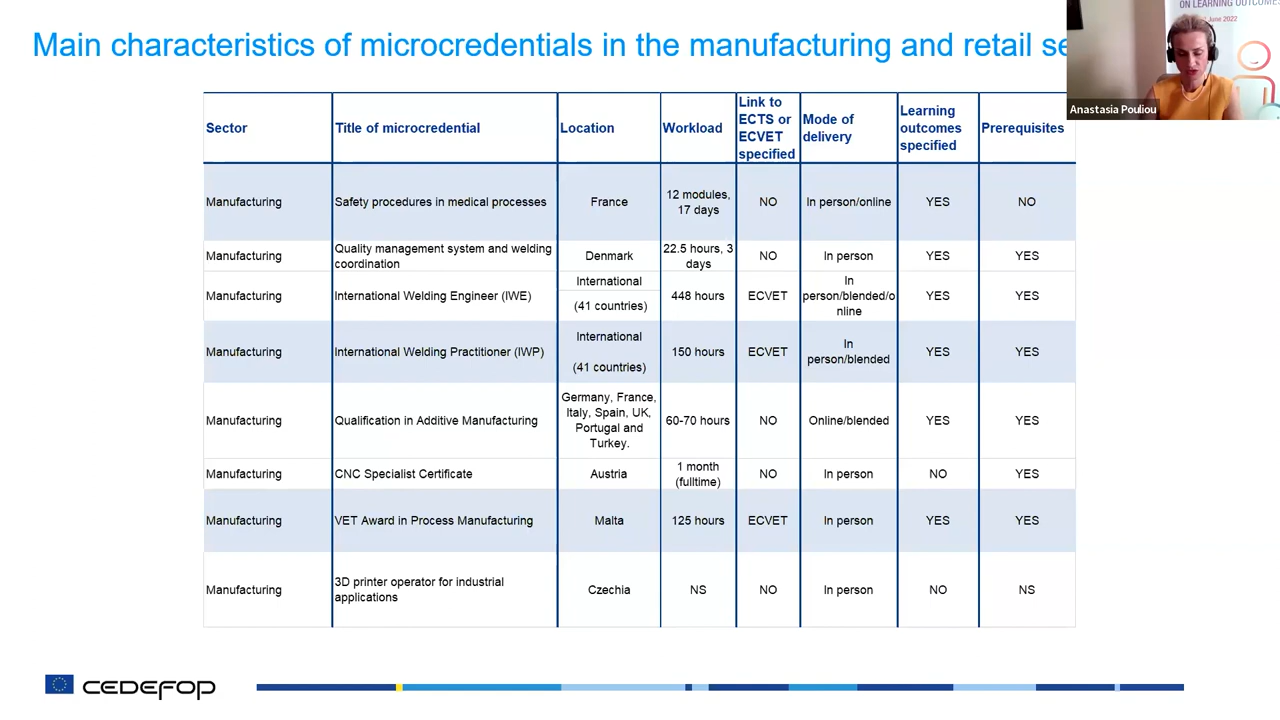 Main characteristics of microcredentials in the manufacturing and retail se
ON LEARNING OUTCOMES
June 2022
Anastasia Pouliou
Sector
Title of microcredential
Location
Workload
Link to
ECTS or
ECVET
specified
Mode of
delivery
Learning
outcomes
specified
Prerequisites
Manufacturing
Safety procedures in medical processes
France
12 modules,
17 days
NO
In person/online
YES
NO
Manufacturing
Quality management system and welding
coordination
Denmark
22.5 hours, 3
days
NO
In person
YES
YES
Manufacturing
International Welding Engineer (IWE)
International
(41 countries)
448 hours
ECVET
In
person/blended/o
nline
YES
YES
Manufacturing
International Welding Practitioner (IWP)
International
(41 countries)
150 hours
ECVET
In
person/blended
YES
YES
Manufacturing
Qualification in Additive Manufacturing
Germany, France,
Italy, Spain, UK,
Portugal and
Turkey.
60-70 hours
NO
Online/blended
YES
YES
Manufacturing
CNC Specialist Certificate
Austria
1 month
(fulltime)
NO
In person
NO
YES
Manufacturing
VET Award in Process Manufacturing
Malta
125 hours
ECVET
In person
YES
YES
Manufacturing
3D printer operator for industrial
applications
Czechia
NS
NO
In person
NO
NS
CEDEFOP